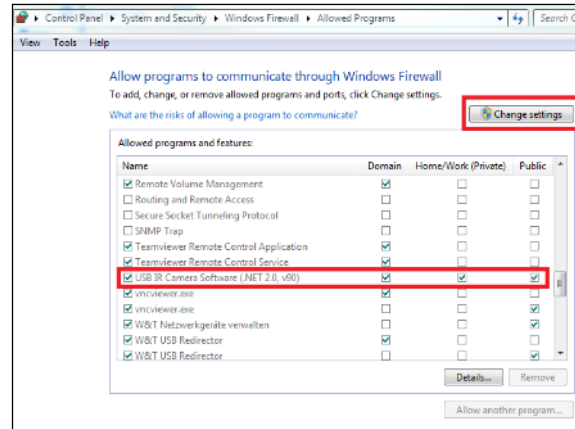 Control Panel ▸ System and Security ▸ Windows Firewall ▸ Allowed Programs
Search
View Tools Help
Allow programs to communicate through Windows Firewall
To add, change, or remove allowed programs and ports, click Change settings.
What are the risks of allowing a program to communicate?
Change settings
Allowed programs and features:
Name Domain Home/Work (Private) Public
Remote Volume Management
Routing and Remote Access
Secure Socket Tunneling Protocol
SNMP Trap
Teamviewer Remote Control Application
Teamviewer Remote Control Service
USB IR Camera Software (.NET 2.0, v90)
vncviewer.exe
vncviewer.exe
W&T Netzwerkgeräte verwalten
W&T USB Redirector
W&T USB Redirector
Details... Remove
Allow another program...